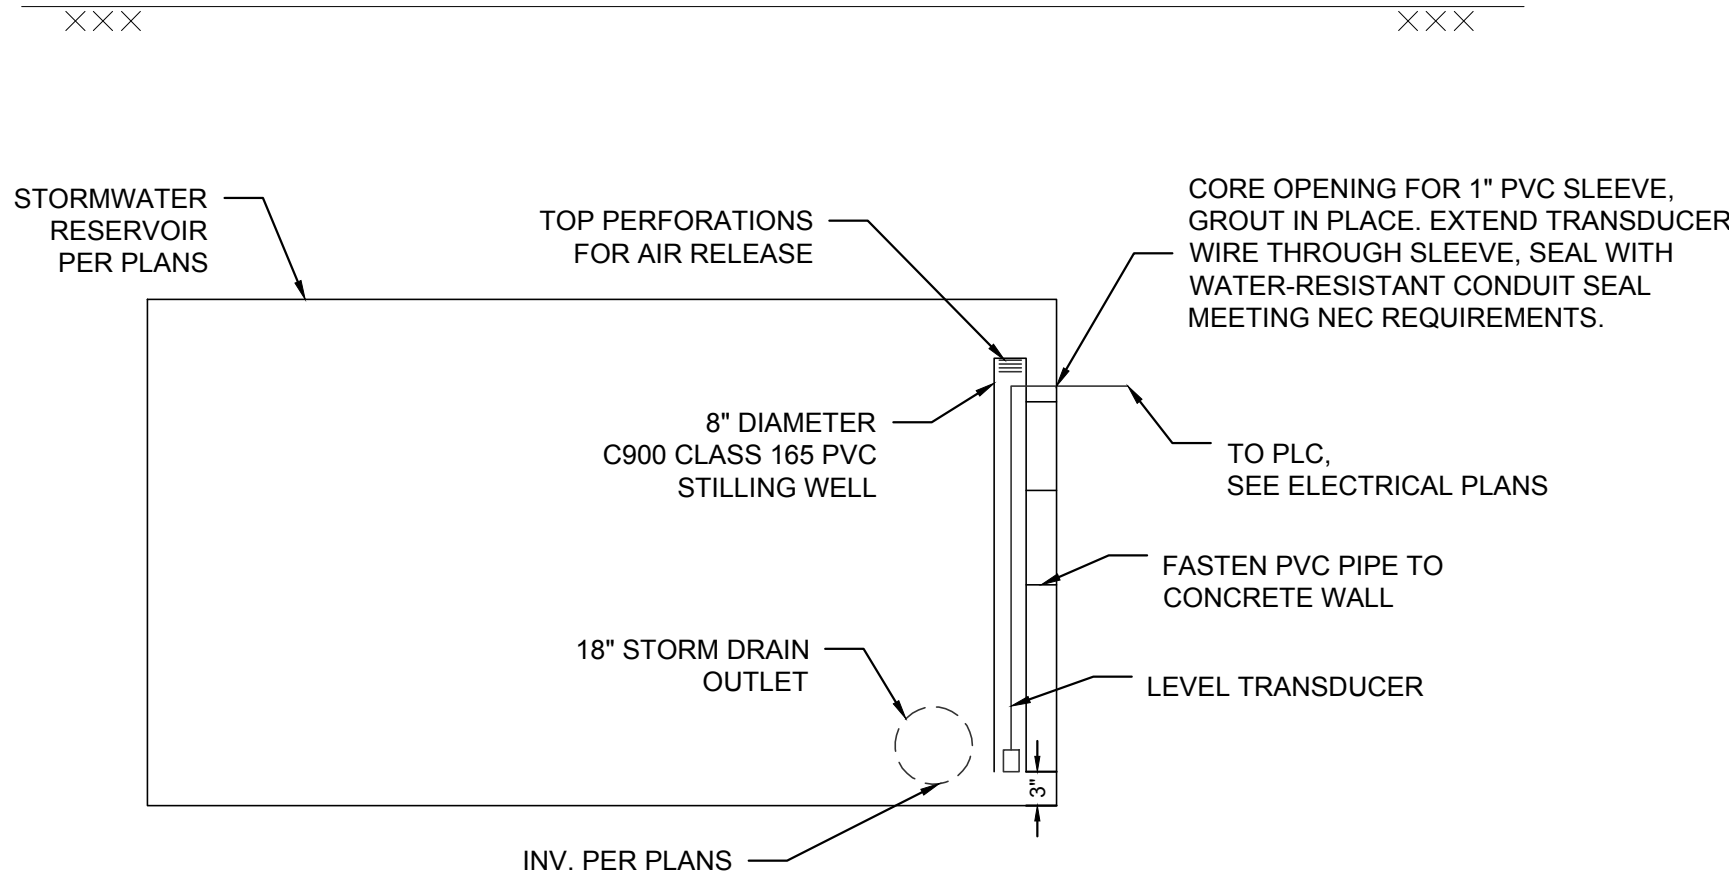 STORMWATER
RESERVOIR
PER PLANS
TOP PERFORATIONS
FOR AIR RELEASE
CORE OPENING FOR 1" PVC SLEEVE,
GROUT IN PLACE. EXTEND TRANSDUCER
WIRE THROUGH SLEEVE, SEAL WITH
WATER-RESISTANT CONDUIT SEAL
MEETING NEC REQUIREMENTS.
8" DIAMETER
C900 CLASS 165 PVC
STILLING WELL
TO PLC,
SEE ELECTRICAL PLANS
FASTEN PVC PIPE TO
CONCRETE WALL
18" STORM DRAIN
OUTLET
LEVEL TRANSDUCER
3"
INV. PER PLANS